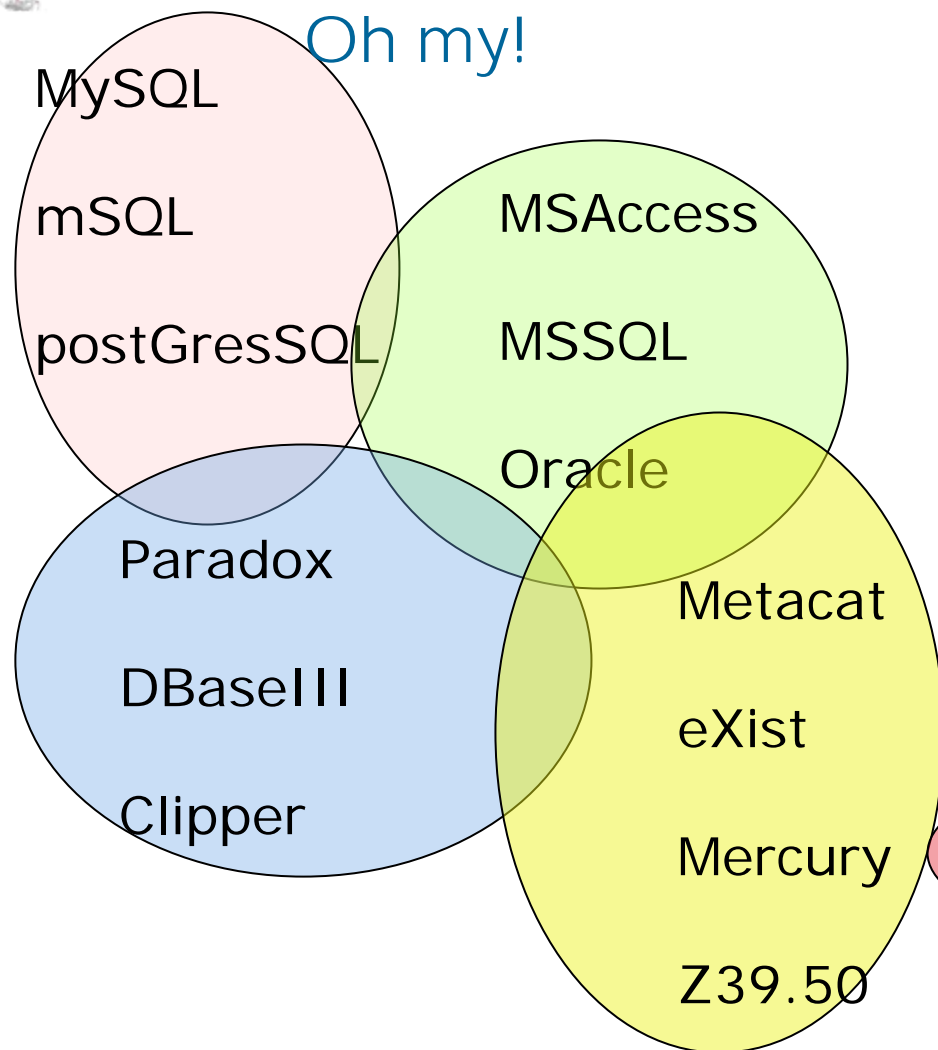 Oh my!
MySQL
mSQL
postGresSQL
MSAccess
MSSQL
Oracle
Paradox
DBaseIII
Clipper
Metacat
eXist
Mercury
Z39.50